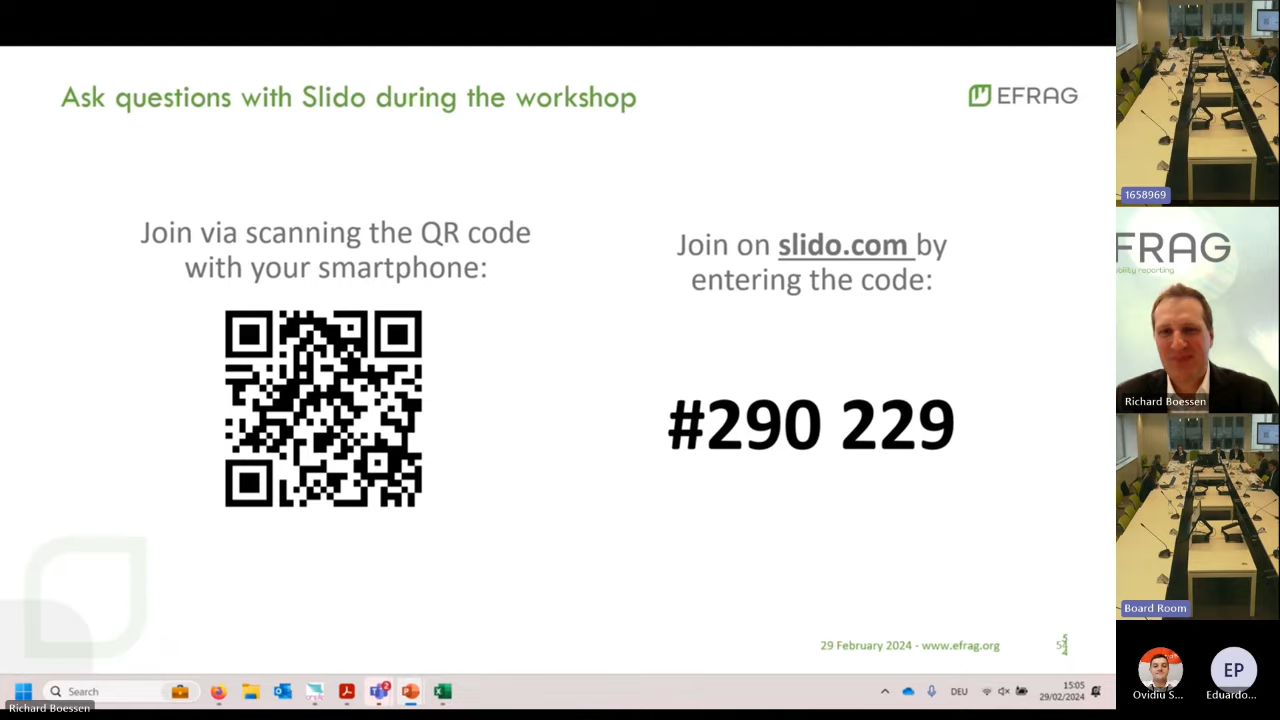 Ask questions with Slido during the workshop
EFRAG
Join via scanning the QR code
with your smartphone:
Join on slido.com by
entering the code:
#290 229
29 February 2024 - www.efrag.org
Search
DEU
15:05
29/02/2024
Richard Boessen
1658969
FRAG
Richard Boessen
Board Room
EP
Ovidiu S...
Eduardo...